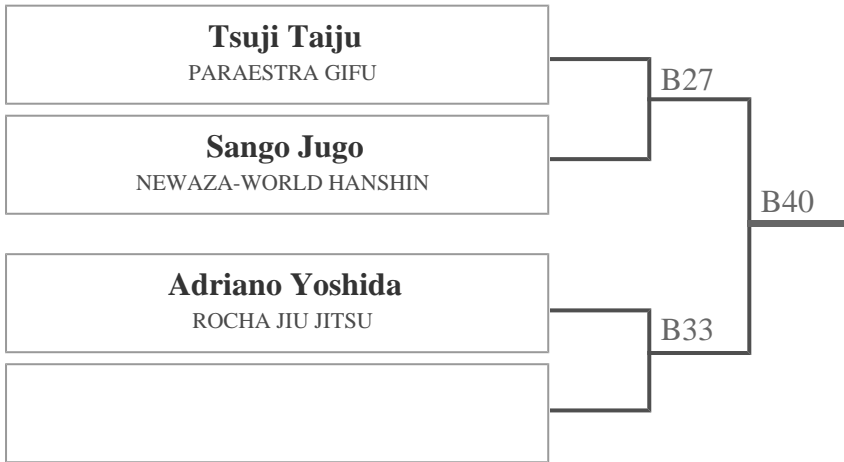 Tsuji Taiju
PARAESTRA GIFU
B27
Sango Jugo
NEWAZA-WORLD HANSHIN
B40
Adriano Yoshida
ROCHA JIU JITSU
B33